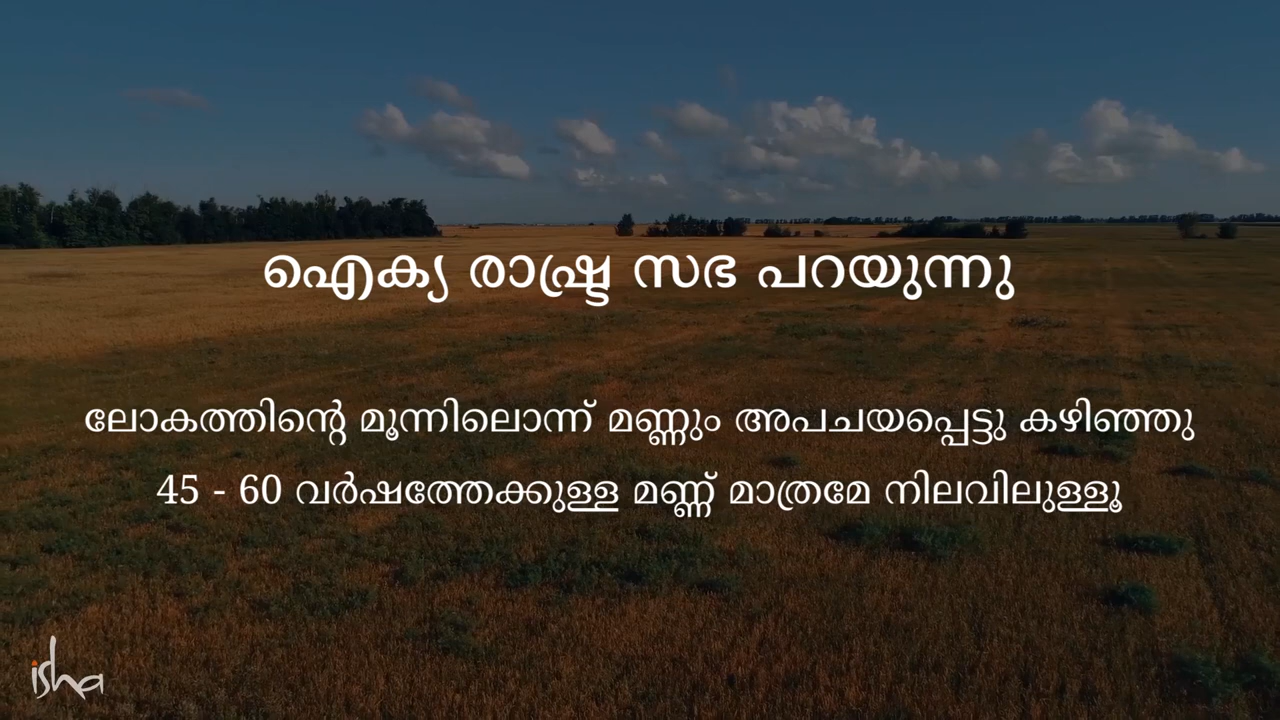 ഐക്യ രാഷ്ട്ര സഭ പറയുന്നു
ലോകത്തിന്റെ മൂന്നിലൊന്ന് മണ്ണും അപചയപ്പെട്ടു കഴിഞ്ഞു
45 - 60 വർഷത്തേക്കുള്ള മണ്ണ് മാത്രമേ നിലവിലുള്ളൂ
isha